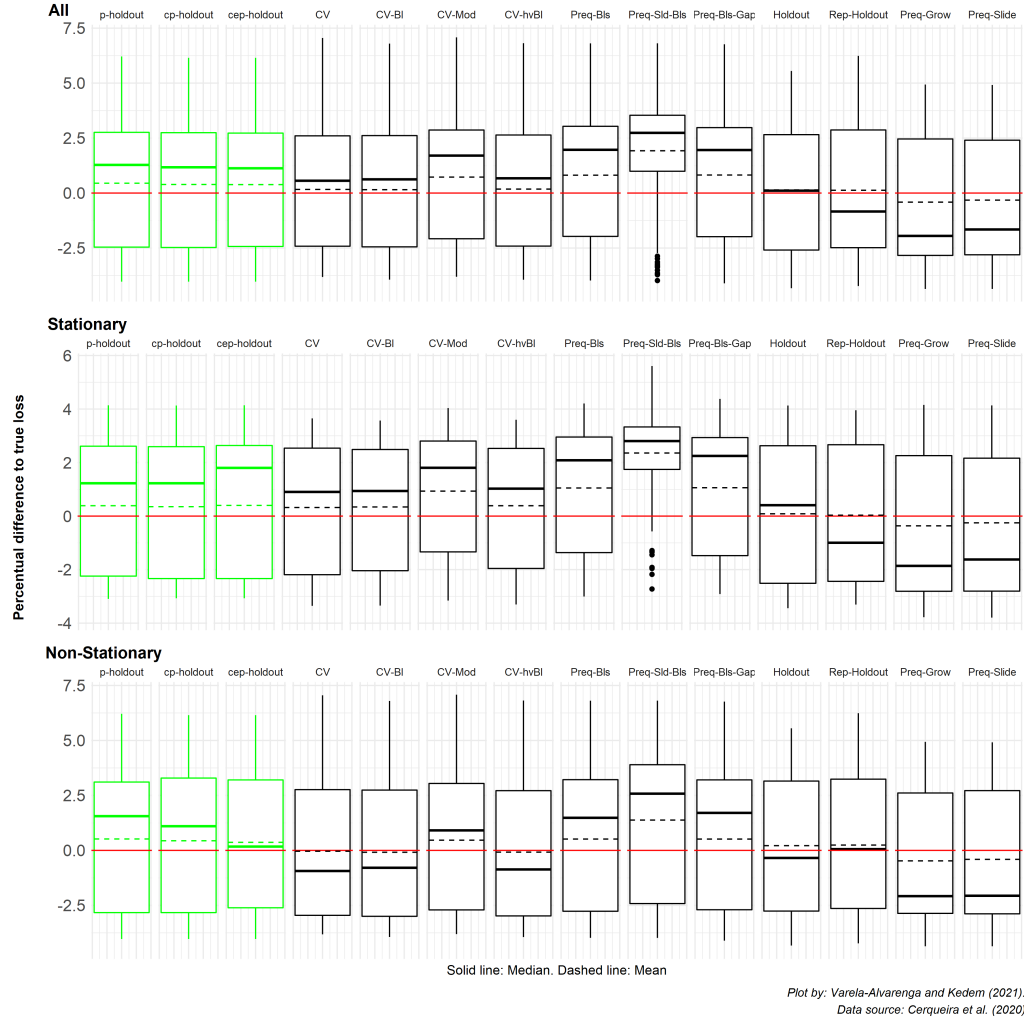 All
p-holdout cp-holdout cep-holdout CV CV-Bl CV-Mod CV-hvBl Preq-Bls Preq-Sld-Bls Preq-Bls-Gap Holdout Rep-Holdout Preq-Grow Preq-Slide
7.5
5.0
2.5
0.0
-2.5
Stationary
p-holdout cp-holdout cep-holdout CV CV-Bl CV-Mod CV-hvBl Preq-Bls Preq-Sld-Bls Preq-Bls-Gap Holdout Rep-Holdout Preq-Grow Preq-Slide
6
4
2
0
-2
-4
Percentual difference to true loss
Non-Stationary
p-holdout cp-holdout cep-holdout CV CV-Bl CV-Mod CV-hvBl Preq-Bls Preq-Sld-Bls Preq-Bls-Gap Holdout Rep-Holdout Preq-Grow Preq-Slide
7.5
5.0
2.5
0.0
-2.5
Solid line: Median. Dashed line: Mean
Plot by: Varela-Alvarenga and Kedem (2021).
Data source: Cerqueira et al. (2020)